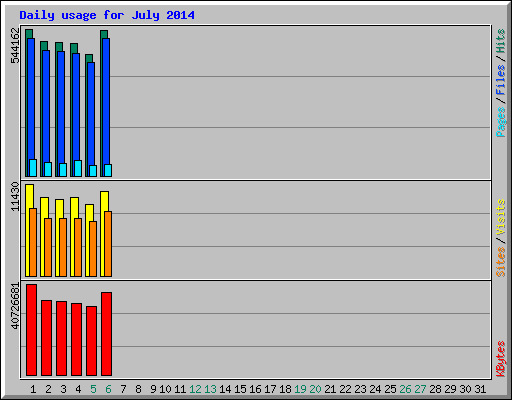 Daily usage for July 2014
544162
Pages / Files / Hits
11430
Sites / Visits
40726681
KBytes
1 2 3 4 5 6 7 8 9 10 11 12 13 14 15 16 17 18 19 20 21 22 23 24 25 26 27 28 29 30 31